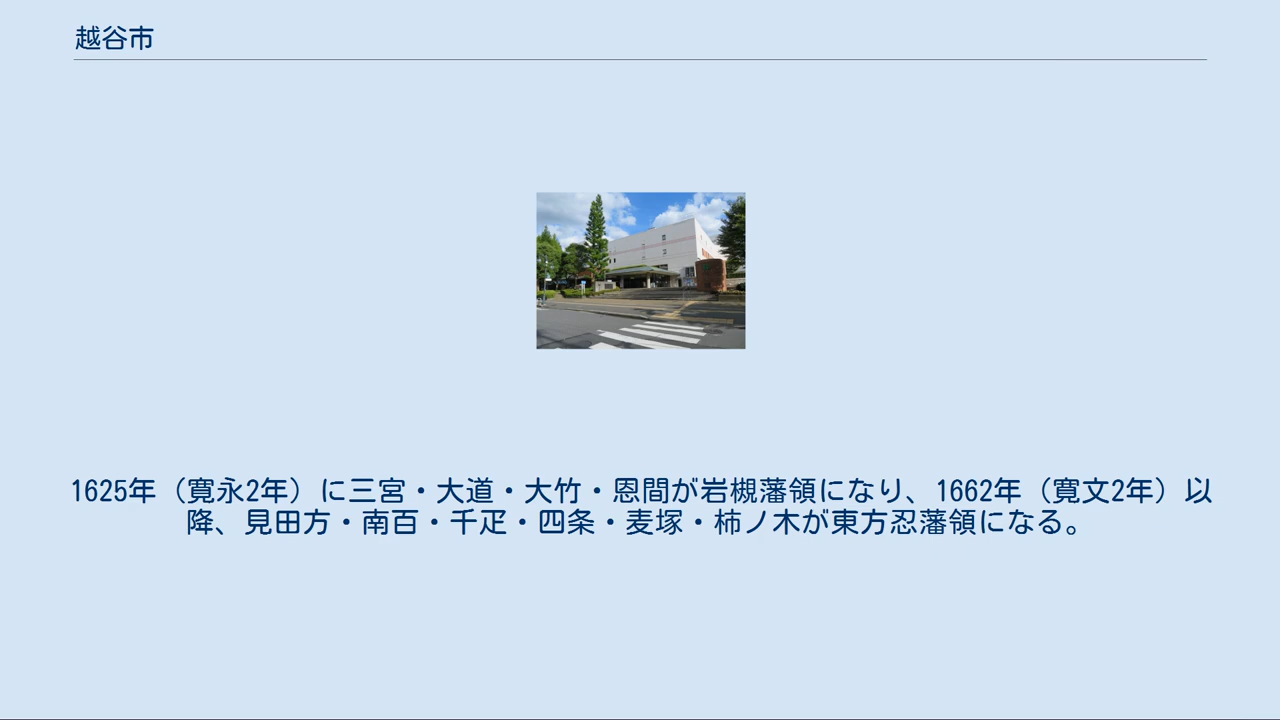 越谷市
1625年（寛永2年）に三宮・大道・大竹・恩間が岩槻藩領になり、1662年（寛文2年）以
降、見田方・南百・千疋・四条・麦塚・柿ノ木が東方忍藩領になる。